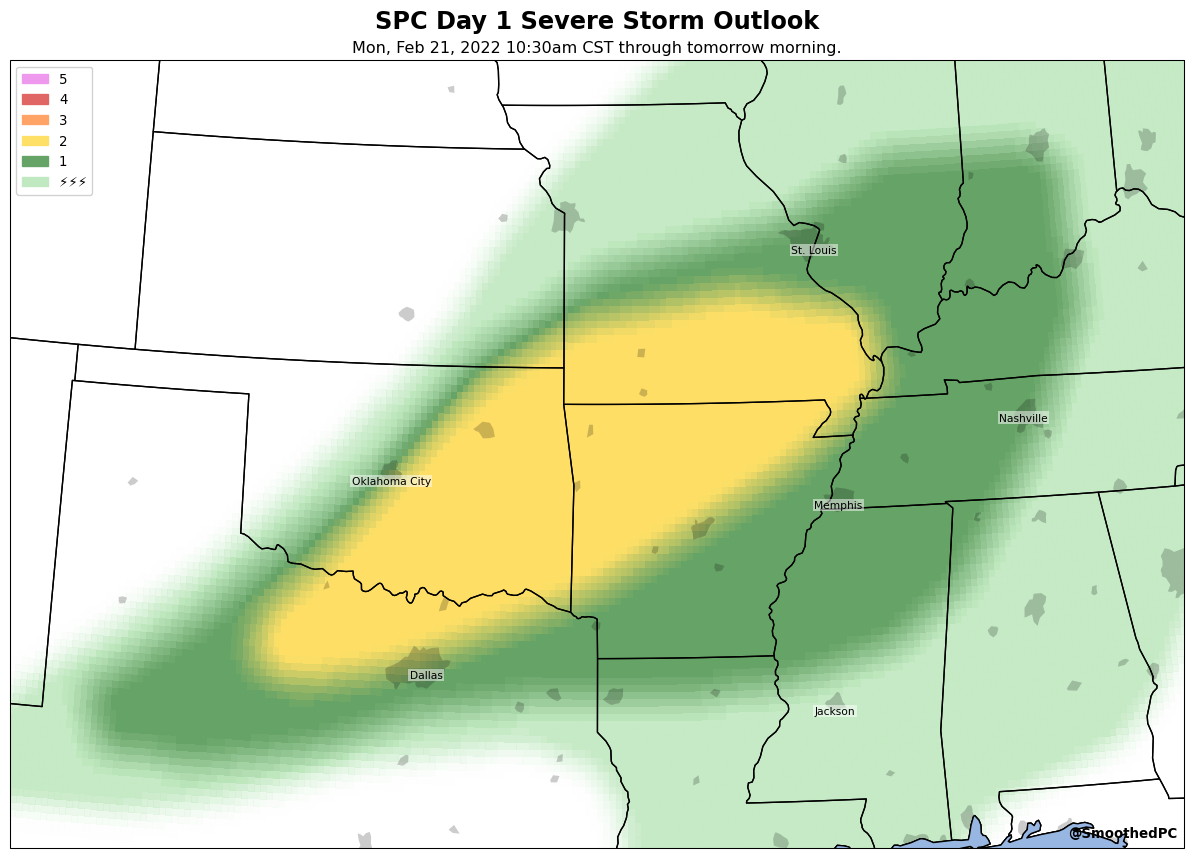 SPC Day 1 Severe Storm Outlook
Mon, Feb 21, 2022 10:30am CST through tomorrow morning.
5
4
3
2
1
⚡⚡⚡
St. Louis
Nashville
Oklahoma City
Memphis
Dallas
Jackson
@SmoothedPC